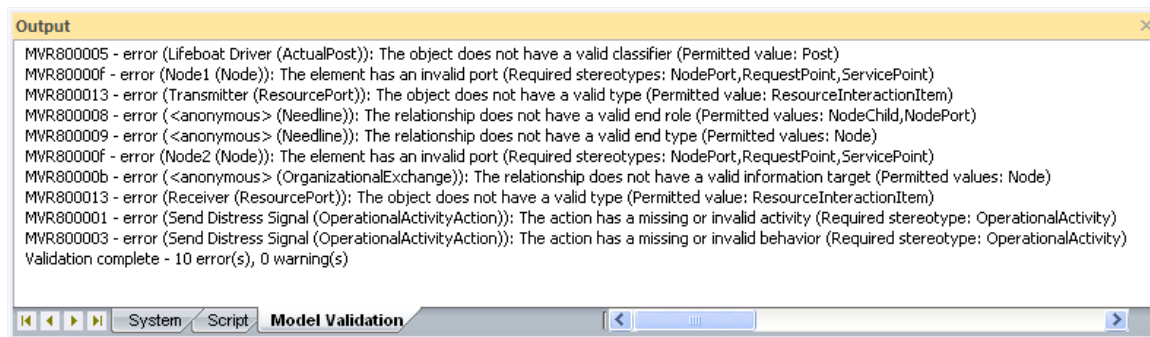 Output
MVR800005 - error (Lifeboat Driver (ActualPost)): The object does not have a valid classifier (Permitted value: Post)
MVR80000f - error (Node1 (Node)): The element has an invalid port (Required stereotypes: NodePort,RequestPoint,ServicePoint)
MVR800013 - error (Transmitter (ResourcePort)): The object does not have a valid type (Permitted value: ResourceInteractionItem)
MVR800008 - error (<anonymous> (Needline)): The relationship does not have a valid end role (Permitted values: NodeChild,NodePort)
MVR800009 - error (<anonymous> (Needline)): The relationship does not have a valid end type (Permitted values: Node)
MVR80000f - error (Node2 (Node)): The element has an invalid port (Required stereotypes: NodePort,RequestPoint,ServicePoint)
MVR80000b - error (<anonymous> (OrganizationalExchange)): The relationship does not have a valid information target (Permitted values: Node)
MVR800013 - error (Receiver (ResourcePort)): The object does not have a valid type (Permitted value: ResourceInteractionItem)
MVR800001 - error (Send Distress Signal (OperationalActivityAction)): The action has a missing or invalid activity (Required stereotype: OperationalActivity)
MVR800003 - error (Send Distress Signal (OperationalActivityAction)): The action has a missing or invalid behavior (Required stereotype: OperationalActivity)
Validation complete - 10 error(s), 0 warning(s)
System Script Model Validation